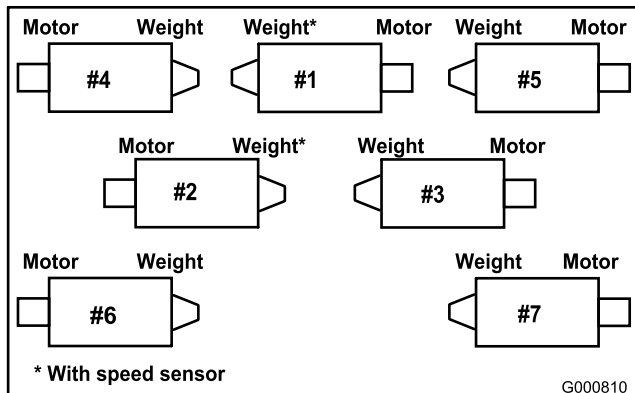 Motor Weight Weight* Motor Weight Motor
#4 #1 #5
Motor Weight* Weight Motor
#2 #3
Motor Weight Weight Motor
#6 #7
* With speed sensor
G000810